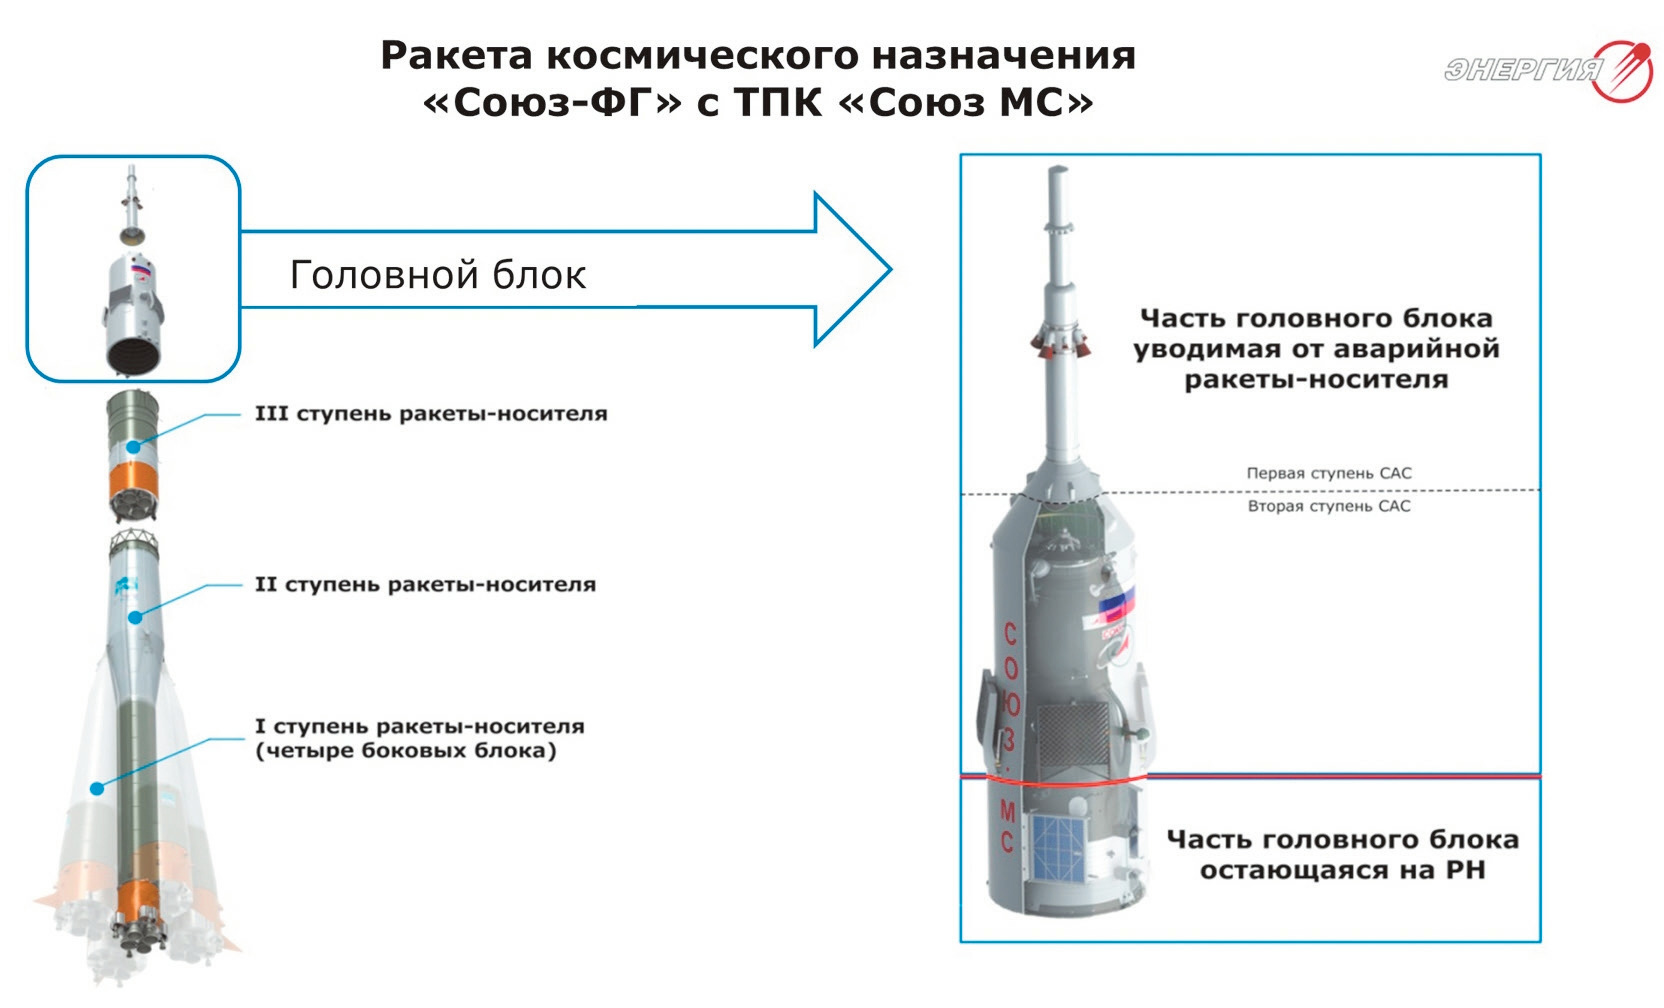 Ракета космического назначения
«Союз-ФГ» с ТПК «Союз МС»
ЭНЕРГИЯ
Головной блок
III ступень ракеты-носителя
II ступень ракеты-носителя
I ступень ракеты-носителя
(четыре боковых блока)
Часть головного блока
уводимая от аварийной
ракеты-носителя
Первая ступень САС
Вторая ступень САС
СОЮЗ·МС
Часть головного блока
остающаяся на РН